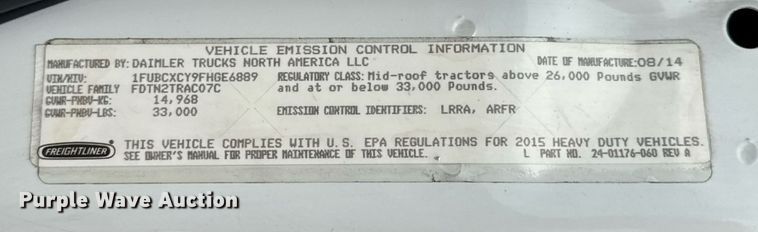 VEHICLE EMISSION CONTROL INFORMATION
MANUFACTURED BY: DAIMLER TRUCKS NORTH AMERICA LLC DATE OF MANUFACTURE: 08/14
VIN/NIV: 1FUBCXCY9FHGE6889 REGULATORY CLASS: Mid-roof tractors above 26,000 Pounds GVWR
VEHICLE FAMILY FDTN2TRAC07C and at or below 33,000 Pounds.
GVWR-PNBV-KG: 14,968
GVWR-PNBV-LBS: 33,000 EMISSION CONTROL IDENTIFIERS: LRRA, ARFR
FREIGHTLINER THIS VEHICLE COMPLIES WITH U.S. EPA REGULATIONS FOR 2015 HEAVY DUTY VEHICLES.
SEE OWNER'S MANUAL FOR PROPER MAINTENANCE OF THIS VEHICLE. L PART NO. 24-01176-060 REV A
Purple Wave Auction